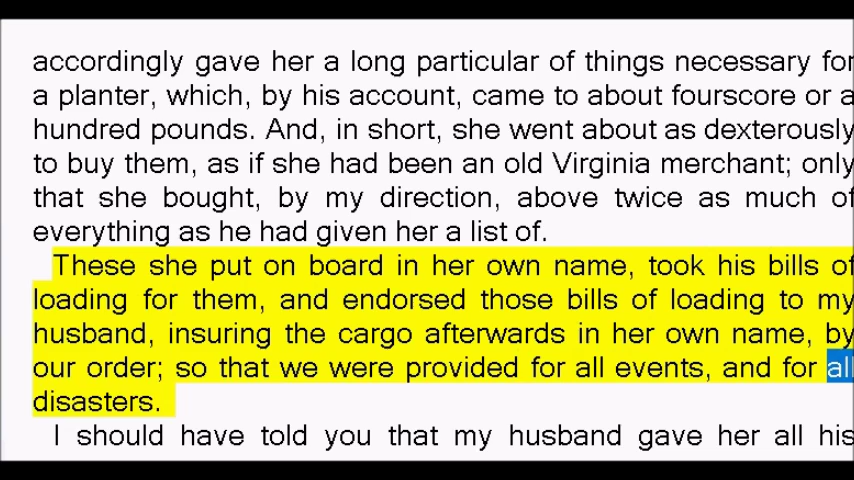 accordingly gave her a long particular of things necessary for
a planter, which, by his account, came to about fourscore or a
hundred pounds. And, in short, she went about as dexterously
to buy them, as if she had been an old Virginia merchant; only
that she bought, by my direction, above twice as much of
everything as he had given her a list of.
These she put on board in her own name, took his bills of
loading for them, and endorsed those bills of loading to my
husband, insuring the cargo afterwards in her own name, by
our order; so that we were provided for all events, and for all
disasters.
I should have told you that my husband gave her all his